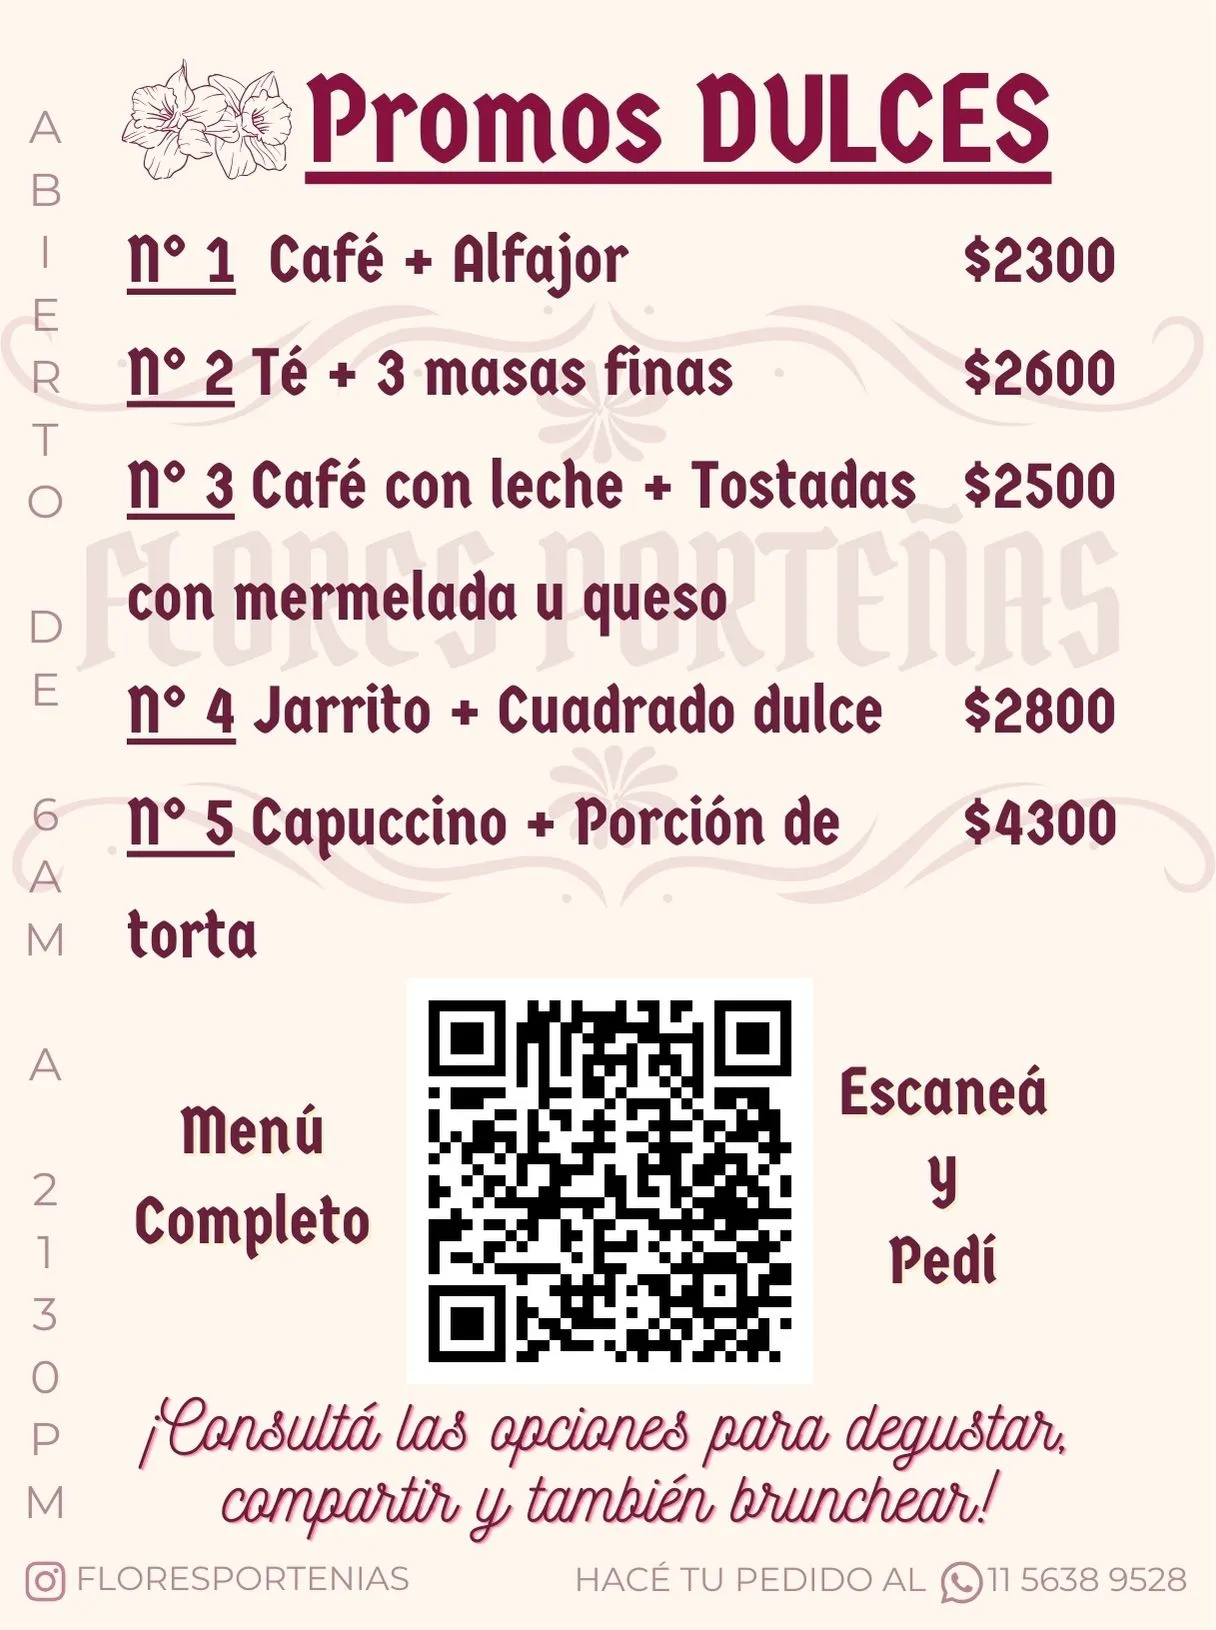 Promos DULCES
N° 1 Café + Alfajor $2300
N° 2 Té + 3 masas finas $2600
N° 3 Café con leche + Tostadas $2500
con mermelada u queso
N° 4 Jarrito + Cuadrado dulce $2800
N° 5 Capuccino + Porción de $4300
torta
FLORES PORTEÑAS
ABIERTO DE 6AM A 2130PM
Menú
Completo
Escaneá
y
Pedí
¡Consultá las opciones para degustar,
compartir y también brunchear!
FLORESPORTENIAS
HACÉ TU PEDIDO AL 11 5638 9528